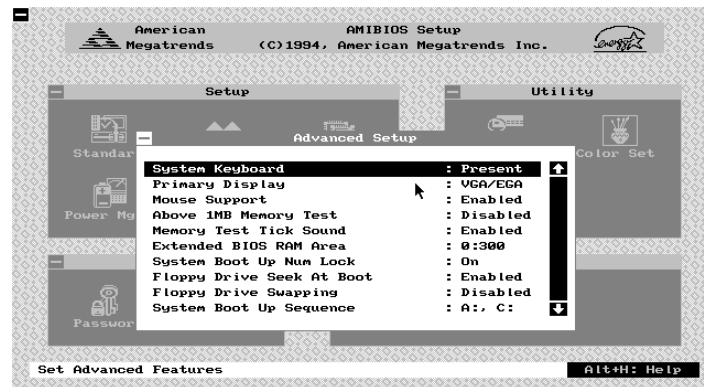 American
Megatrends
AMIBIOS Setup
(C)1994, American Megatrends Inc.
energy
Setup
Utility
Standar
Color Set
Power Mg
Passwor
Advanced Setup
System Keyboard : Present
Primary Display : VGA/EGA
Mouse Support : Enabled
Above 1MB Memory Test : Disabled
Memory Test Tick Sound : Enabled
Extended BIOS RAM Area : 0:300
System Boot Up Num Lock : On
Floppy Drive Seek At Boot : Enabled
Floppy Drive Swapping : Disabled
System Boot Up Sequence : A:, C:
Set Advanced Features
Alt+H: Help